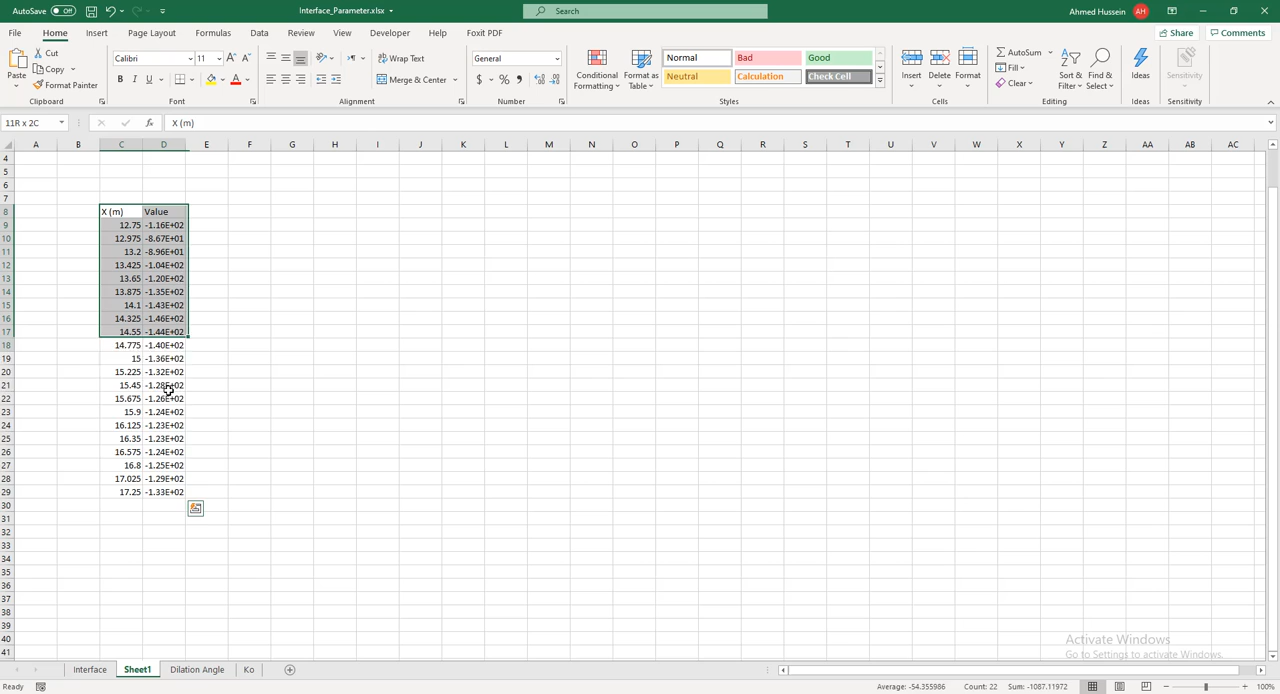 AutoSave Off Interface_Parameter.xlsx Search Ahmed Hussein AH
File Home Insert Page Layout Formulas Data Review View Developer Help Foxit PDF Share Comments
Paste Cut Copy Format Painter Calibri 11 B I U Wrap Text Merge & Center General $ % Conditional Formatting Format as Table Normal Bad Good Neutral Calculation Check Cell Insert Delete Format AutoSum Fill Clear Sort & Filter Find & Select Ideas Sensitivity
Clipboard Font Alignment Number Styles Cells Editing Ideas Sensitivity
11R x 2C fx X (m)
A B C D E F G H I J K L M N O P Q R S T U V W X Y Z AA AB AC
4
5
6
7
8 X (m) Value
9 12.75 -1.16E+02
10 12.975 -8.67E+01
11 13.2 -8.96E+01
12 13.425 -1.04E+02
13 13.65 -1.20E+02
14 13.875 -1.35E+02
15 14.1 -1.43E+02
16 14.325 -1.46E+02
17 14.55 -1.44E+02
18 14.775 -1.40E+02
19 15 -1.36E+02
20 15.225 -1.32E+02
21 15.45 -1.28E+02
22 15.675 -1.26E+02
23 15.9 -1.24E+02
24 16.125 -1.23E+02
25 16.35 -1.23E+02
26 16.575 -1.24E+02
27 16.8 -1.25E+02
28 17.025 -1.29E+02
29 17.25 -1.33E+02
30
31
32
33
34
35
36
37
38
39
40
41
Activate Windows
Go to Settings to activate Windows.
Interface Sheet1 Dilation Angle Ko
Ready Average: -54.355986 Count: 22 Sum: -1087.11972 100%